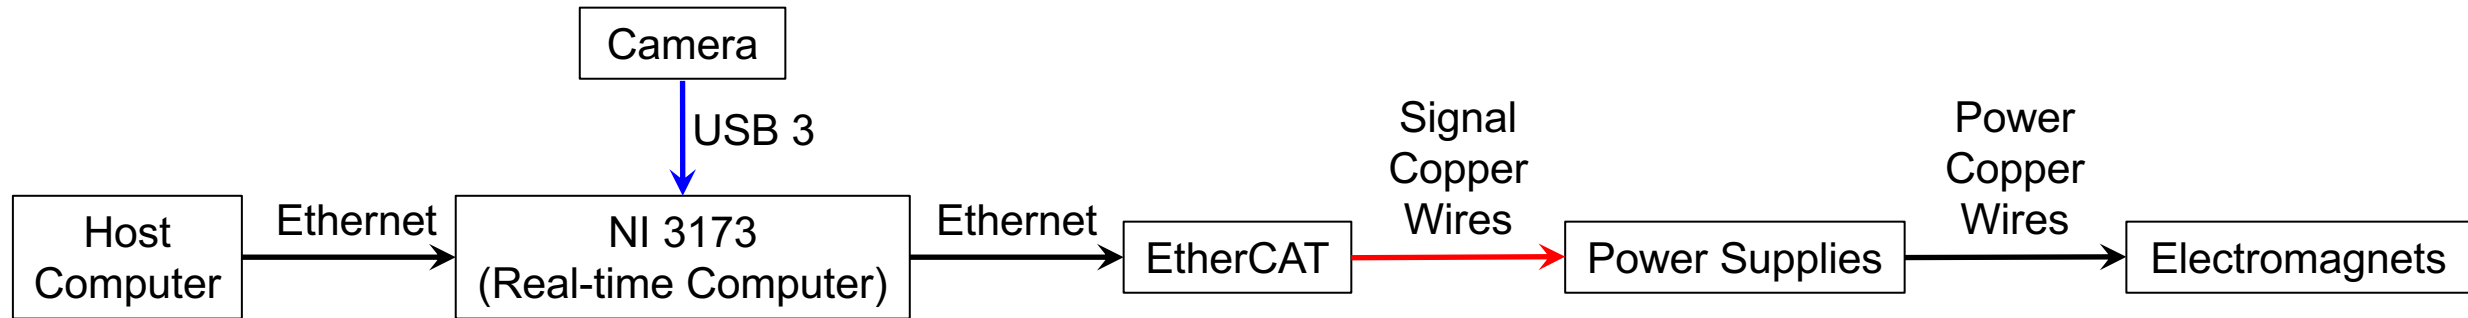 Camera
USB 3
Host
Computer
Ethernet
NI 3173
(Real-time Computer)
Ethernet
EtherCAT
Signal
Copper
Wires
Power Supplies
Power
Copper
Wires
Electromagnets